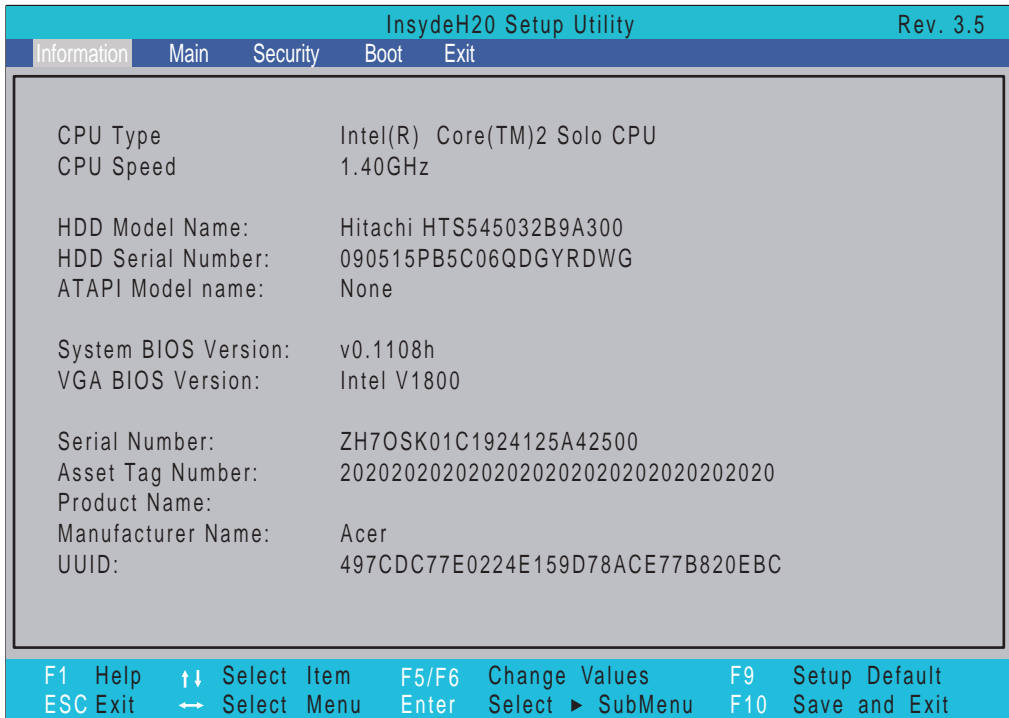 InsydeH20 Setup Utility Rev. 3.5
Information Main Security Boot Exit
CPU Type Intel(R) Core(TM)2 Solo CPU
CPU Speed 1.40GHz
HDD Model Name: Hitachi HTS545032B9A300
HDD Serial Number: 090515PB5C06QDGYRDWG
ATAPI Model name: None
System BIOS Version: v0.1108h
VGA BIOS Version: Intel V1800
Serial Number: ZH7OSK01C1924125A42500
Asset Tag Number: 20202020202020202020202020202020
Product Name:
Manufacturer Name: Acer
UUID: 497CDC77E0224E159D78ACE77B820EBC
F1 Help ↑↓ Select Item F5/F6 Change Values F9 Setup Default
ESC Exit ↔ Select Menu Enter Select ► SubMenu F10 Save and Exit